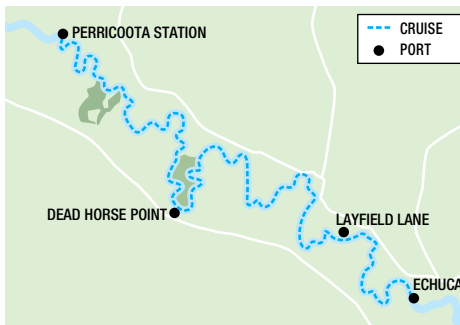 PERRICOOTA STATION
CRUISE
PORT
DEAD HORSE POINT
LAYFIELD LANE
ECHUCA